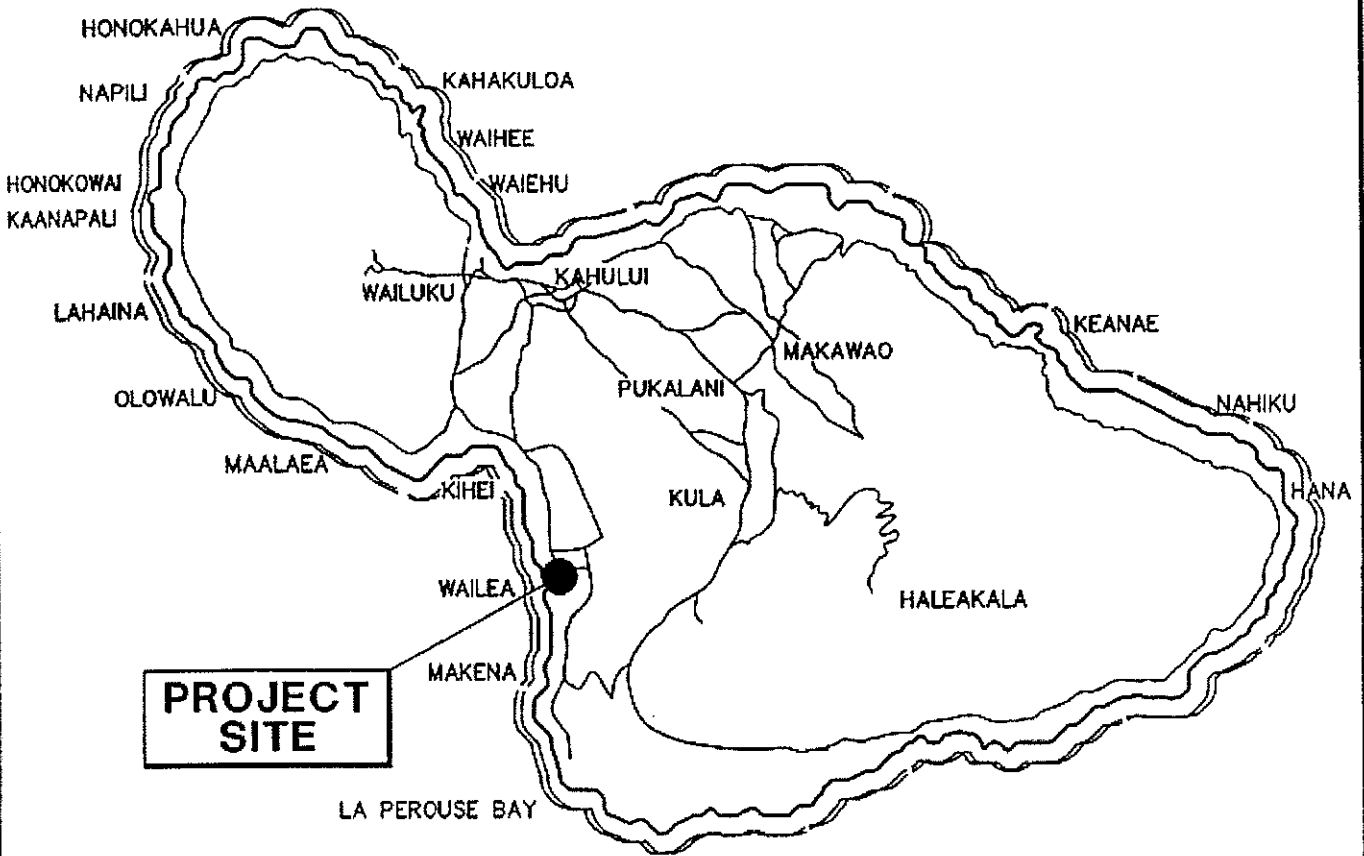 HONOKAHUA
NAPILI
KAHAKULOA
WAIHEE
WAIEHU
HONOKOWAI
KAANAPALI
KAHULUI
WAILUKU
LAHAINA
KEANAE
MAKAWAO
PUKALANI
OLOWALU
NAHIKU
MAALAEA
KIHEI
KULA
HANA
WAILEA
HALEAKALA
MAKENA
PROJECT
SITE
LA PEROUSE BAY